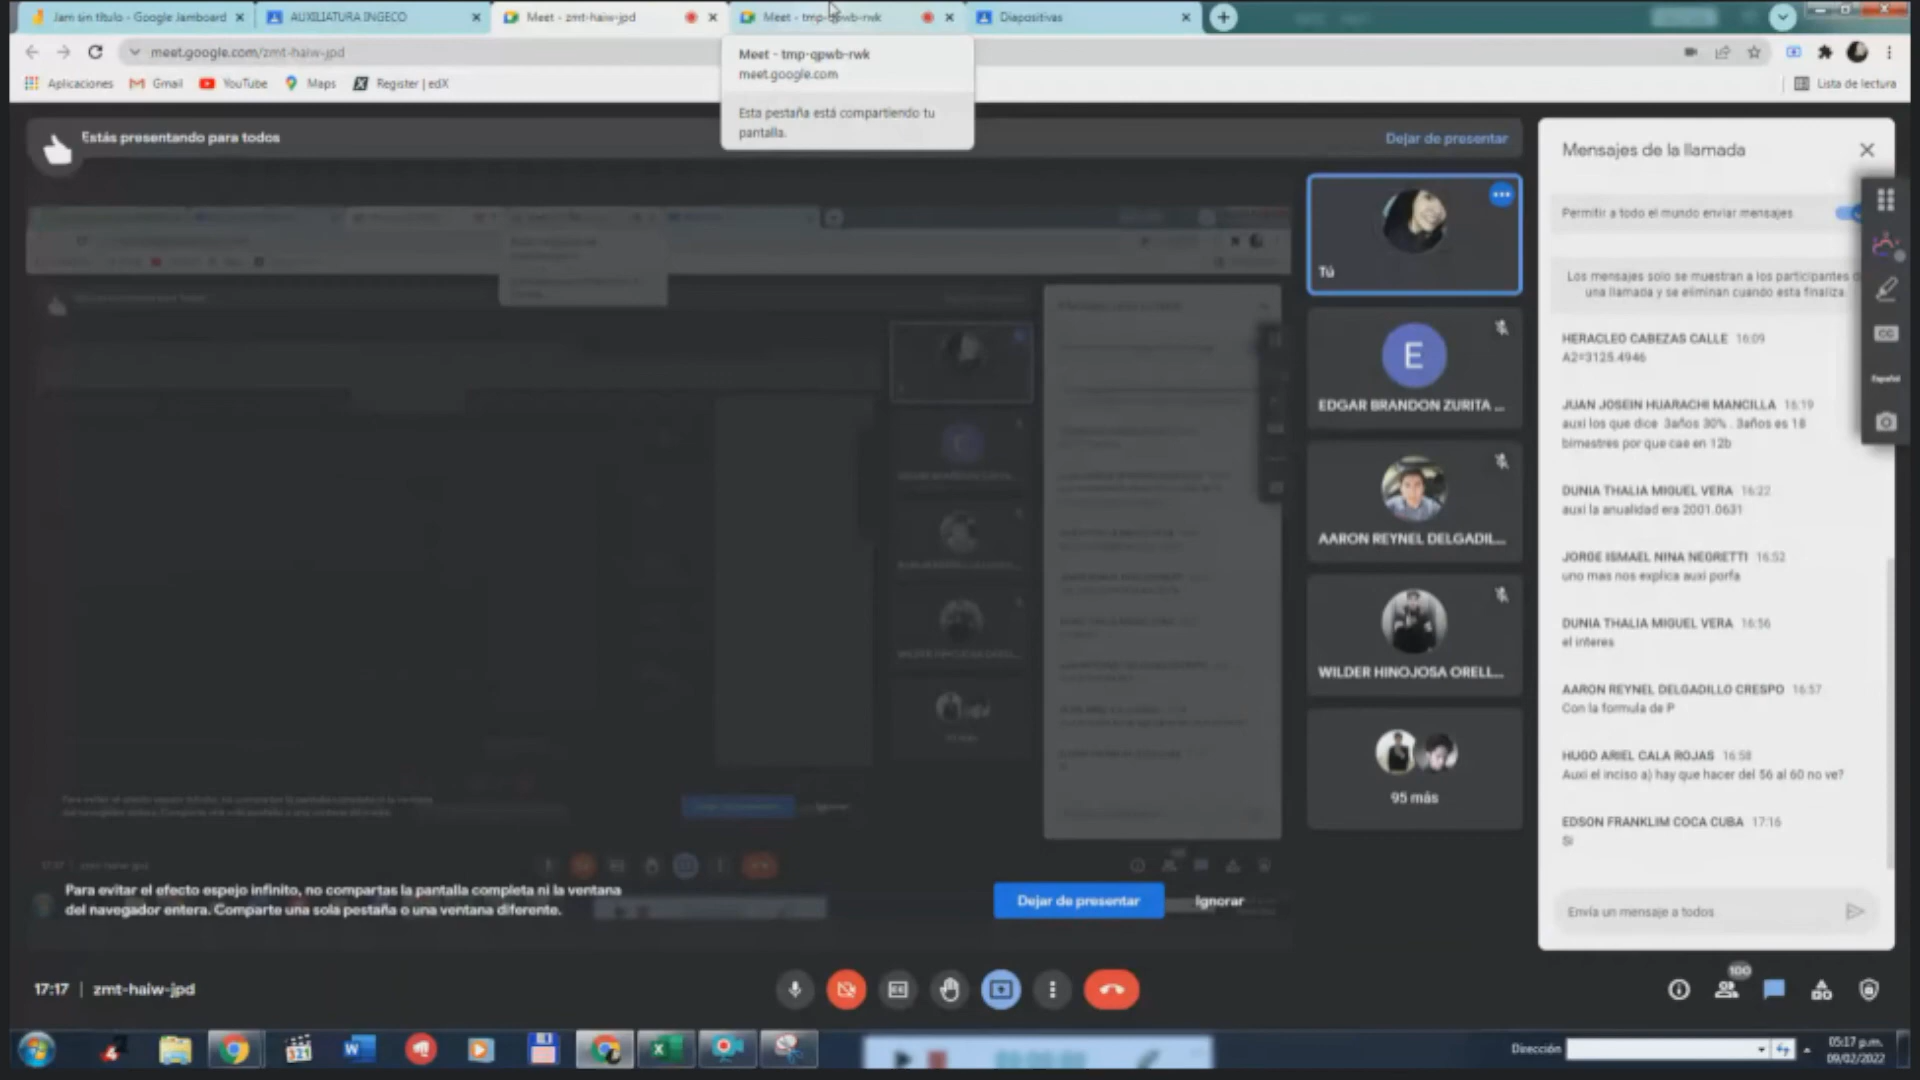 Jam sin título - Google Jamboard
AUXILIATURA INGECO
Meet - zmt-haiw-jpd
Meet - tmp-qpwb-rwk
Diapositivas
meet.google.com/zmt-haiw-jpd
Meet - tmp-qpwb-rwk
meet.google.com
Esta pestaña está compartiendo tu
pantalla.
Aplicaciones
Gmail
YouTube
Maps
Register | edX
Lista de lectura
Estás presentando para todos
Dejar de presentar
Mensajes de la llamada
Permitir a todo el mundo enviar mensajes
Los mensajes solo se muestran a los participantes
una llamada y se eliminan cuando esta finaliza.
HERACLEO CABEZAS CALLE 16:09
A2=3125.4946
JUAN JOSEIN HUARACHI MANCILLA 16:19
auxi los que dice 3años 30% . 3años es 18
bimestres por que cae en 12b
DUNIA THALIA MIGUEL VERA 16:22
auxi la anualidad era 2001.0631
JORGE ISMAEL NINA NEGRETTI 16:52
uno mas nos explica auxi porfa
DUNIA THALIA MIGUEL VERA 16:56
el interes
AARON REYNEL DELGADILLO CRESPO 16:57
Con la formula de P
HUGO ARIEL CALA ROJAS 16:58
Auxi el inciso a) hay que hacer del 56 al 60 no ve?
EDSON FRANKLIM COCA CUBA 17:16
Si
Envía un mensaje a todos
Español
CC
Tú
E
EDGAR BRANDON ZURITA ...
AARON REYNEL DELGADIL...
WILDER HINOJOSA ORELL...
95 más
Para evitar el efecto espejo infinito, no compartas la pantalla completa ni la ventana
del navegador entera. Comparte una sola pestaña o una ventana diferente.
Dejar de presentar
Ignorar
17:17 | zmt-haiw-jpd
100
Dirección
05:17 p.m.
09/02/2022